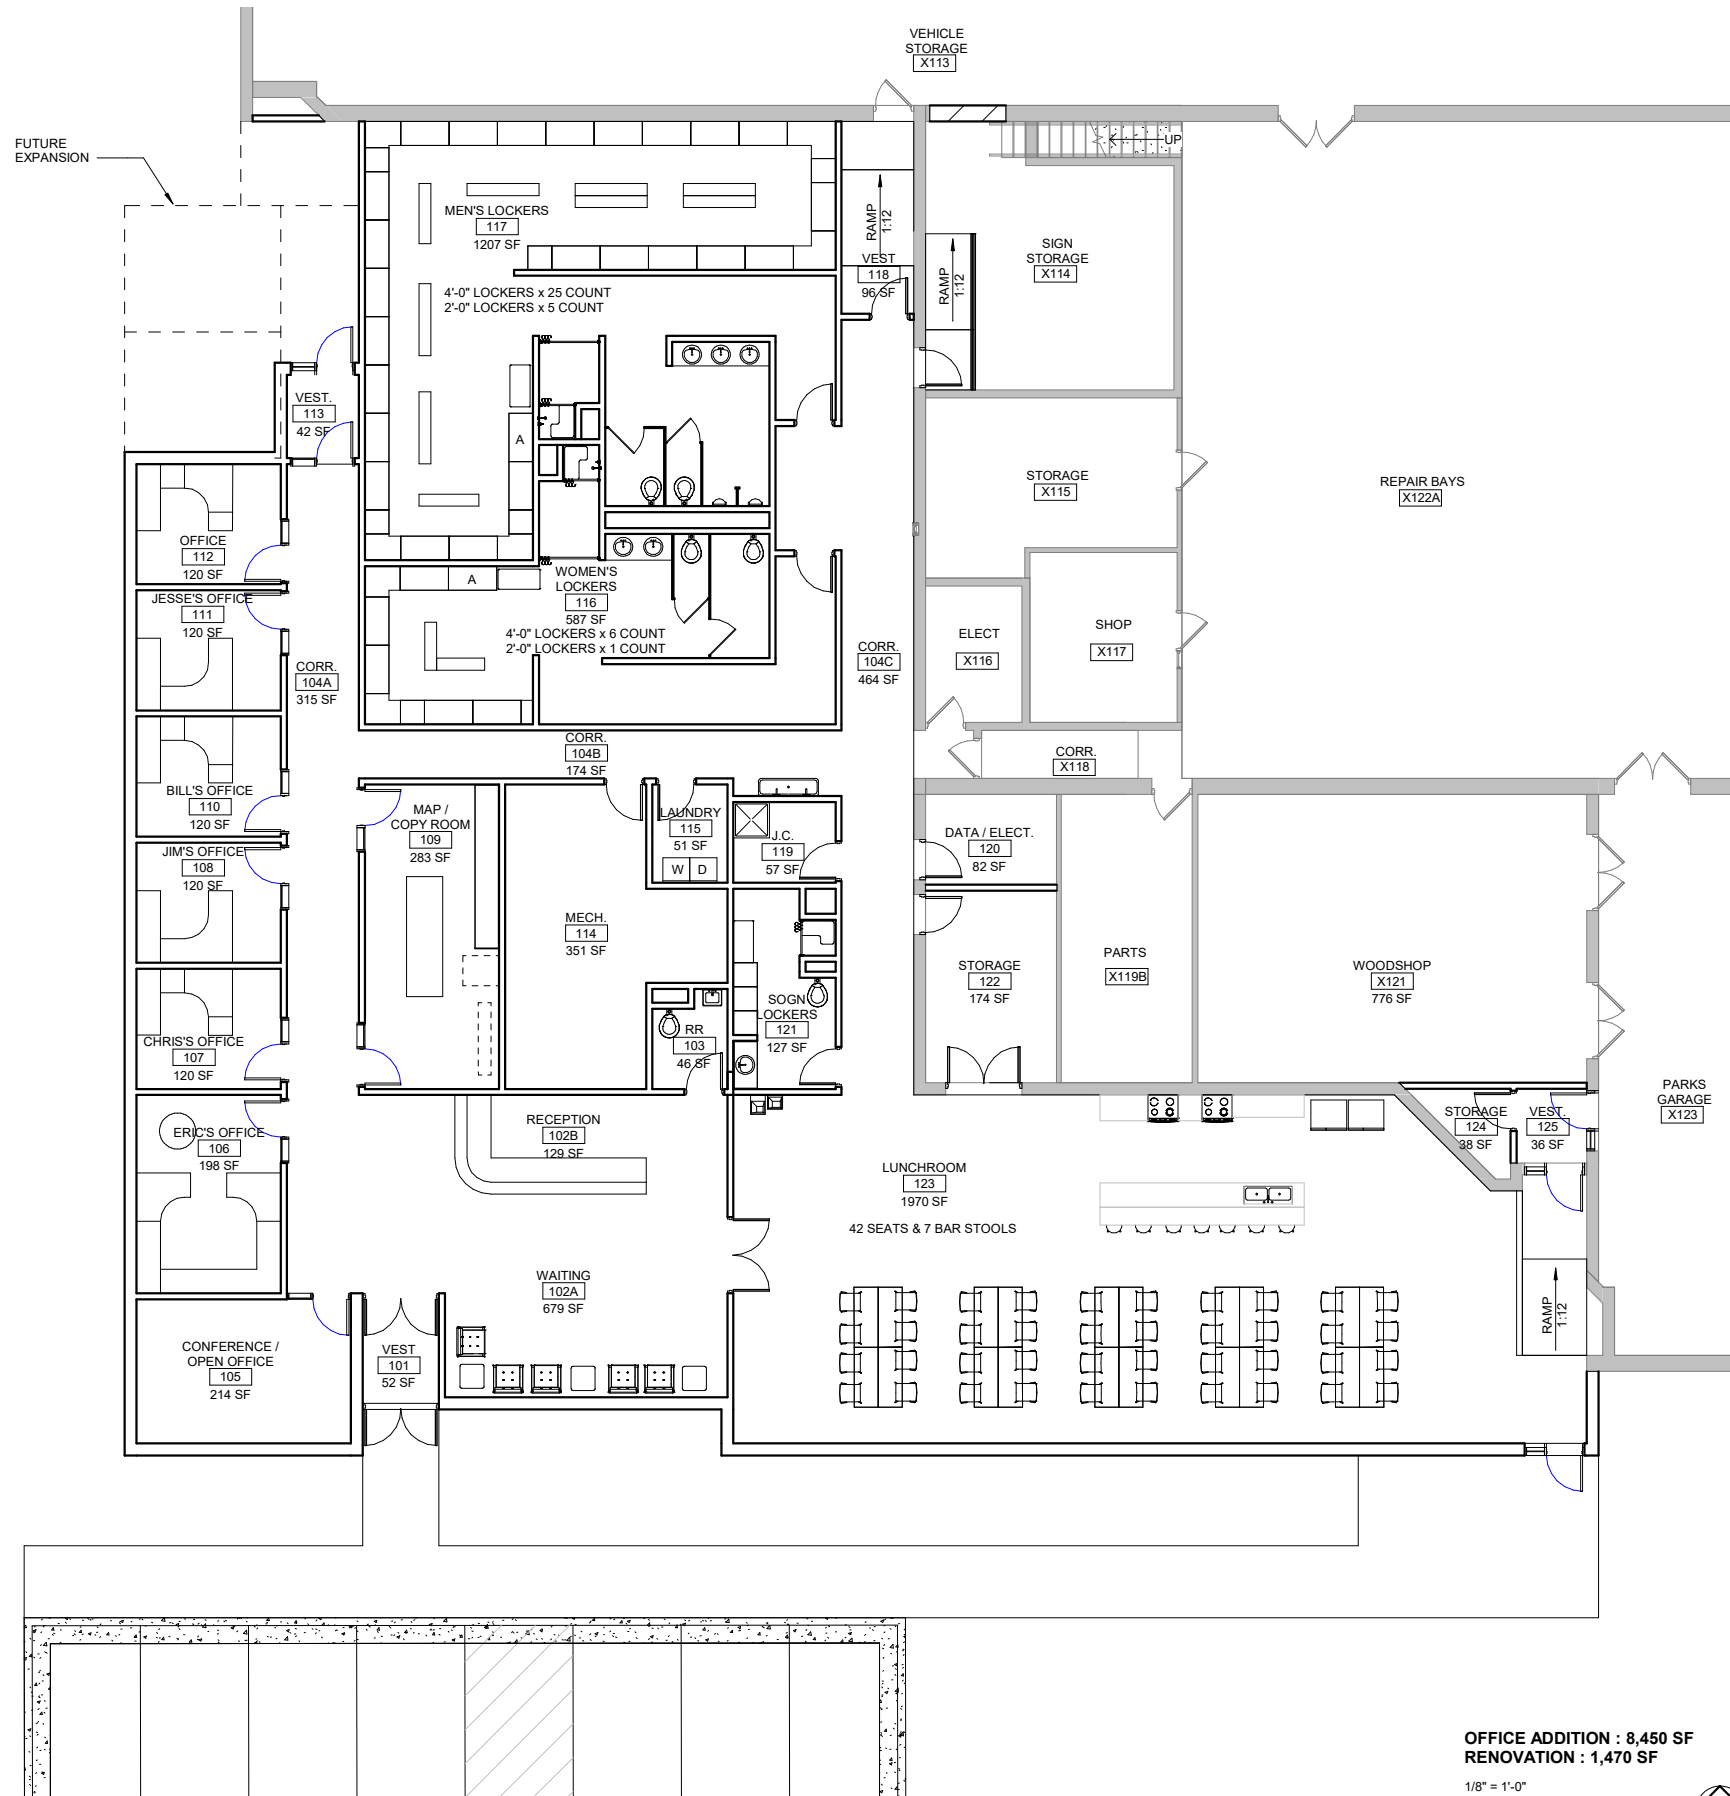 VEHICLE
STORAGE
X113
FUTURE
EXPANSION
UP
MEN'S LOCKERS
117
1207 SF
RAMP
1:12
VEST
118
96 SF
RAMP
1:12
SIGN
STORAGE
X114
4'-0" LOCKERS x 25 COUNT
2'-0" LOCKERS x 5 COUNT
VEST.
113
42 SF
A
STORAGE
X115
REPAIR BAYS
X122A
OFFICE
112
120 SF
A
WOMEN'S
LOCKERS
116
587 SF
4'-0" LOCKERS x 6 COUNT
2'-0" LOCKERS x 1 COUNT
JESSE'S OFFICE
111
120 SF
ELECT
X116
SHOP
X117
CORR.
104A
315 SF
CORR.
104C
464 SF
CORR.
104B
174 SF
CORR.
X118
BILL'S OFFICE
110
120 SF
MAP /
COPY ROOM
109
283 SF
LAUNDRY
115
51 SF
W D
J.C.
119
57 SF
DATA / ELECT.
120
82 SF
JIM'S OFFICE
108
120 SF
MECH.
114
351 SF
STORAGE
122
174 SF
PARTS
X119B
WOODSHOP
X121
776 SF
SOGN
LOCKERS
121
127 SF
RR
103
46 SF
CHRIS'S OFFICE
107
120 SF
PARKS
GARAGE
X123
RECEPTION
102B
129 SF
STORAGE
124
38 SF
VEST.
125
36 SF
ERIC'S OFFICE
106
198 SF
LUNCHROOM
123
1970 SF
42 SEATS & 7 BAR STOOLS
WAITING
102A
679 SF
RAMP
1:12
CONFERENCE /
OPEN OFFICE
105
214 SF
VEST
101
52 SF
OFFICE ADDITION : 8,450 SF
RENOVATION : 1,470 SF
1/8" = 1'-0"